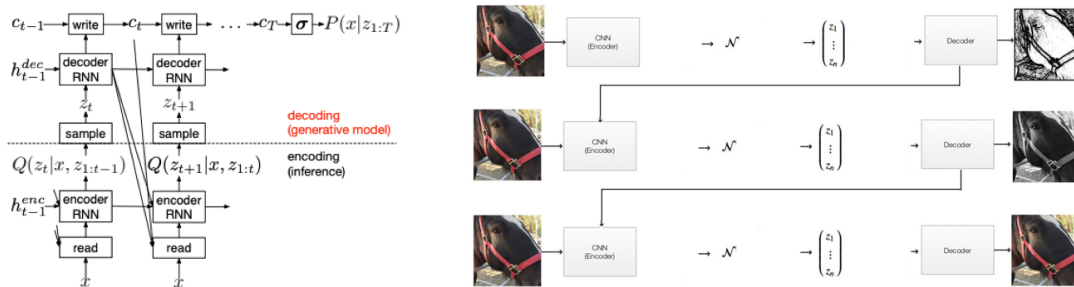 c_{t-1} write c_t write . . . c_T σ P(x|z_{1:T})
h_{t-1}^{dec} decoder RNN decoder RNN
z_t z_{t+1}
sample sample
decoding
(generative model)
Q(z_t|x, z_{1:t-1}) Q(z_{t+1}|x, z_{1:t})
encoding
(inference)
h_{t-1}^{enc} encoder RNN encoder RNN
read read
x x
CNN
(Encoder)
𝒩
z_1
⋮
z_n
Decoder
CNN
(Encoder)
𝒩
z_1
⋮
z_n
Decoder
CNN
(Encoder)
𝒩
z_1
⋮
z_n
Decoder